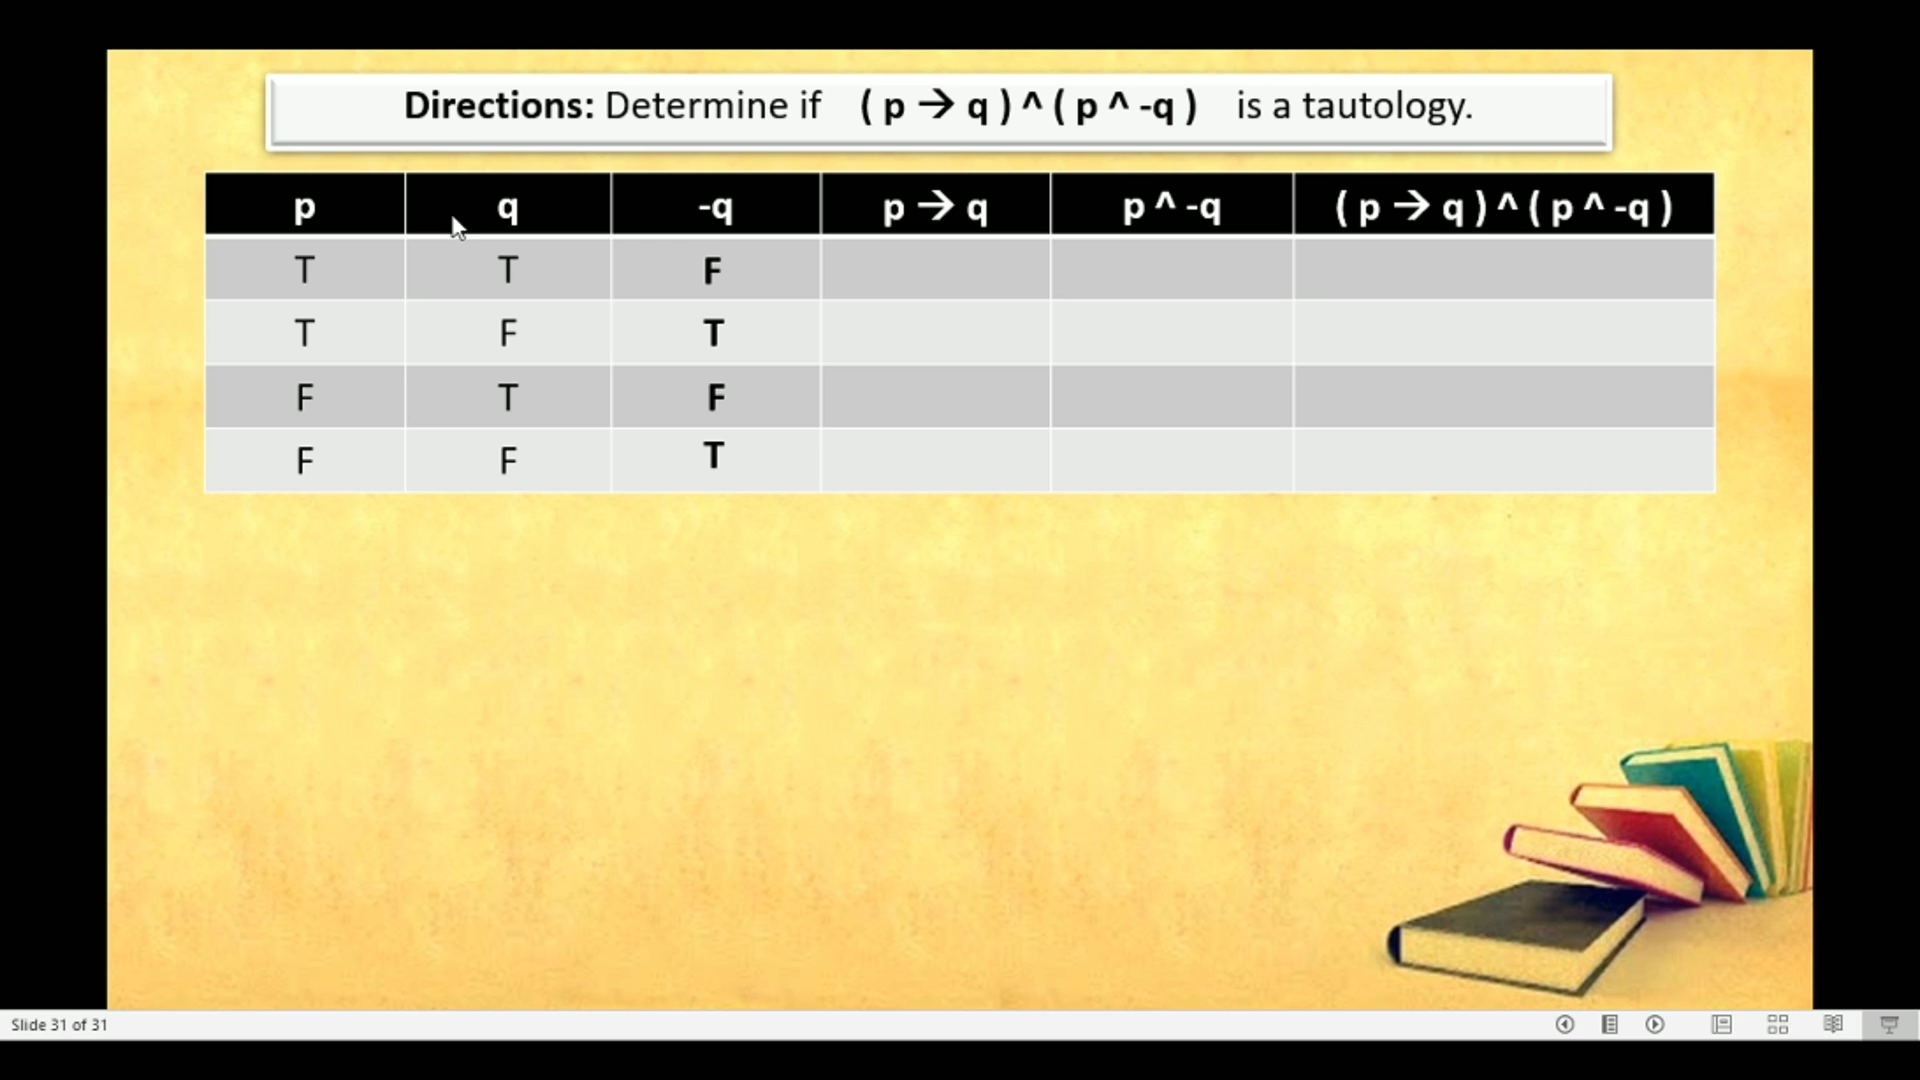 Directions: Determine if ( p → q ) ^ ( p ^ -q ) is a tautology.
p q -q p → q p ^ -q ( p → q ) ^ ( p ^ -q )
T T F
T F T
F T F
F F T
Slide 31 of 31